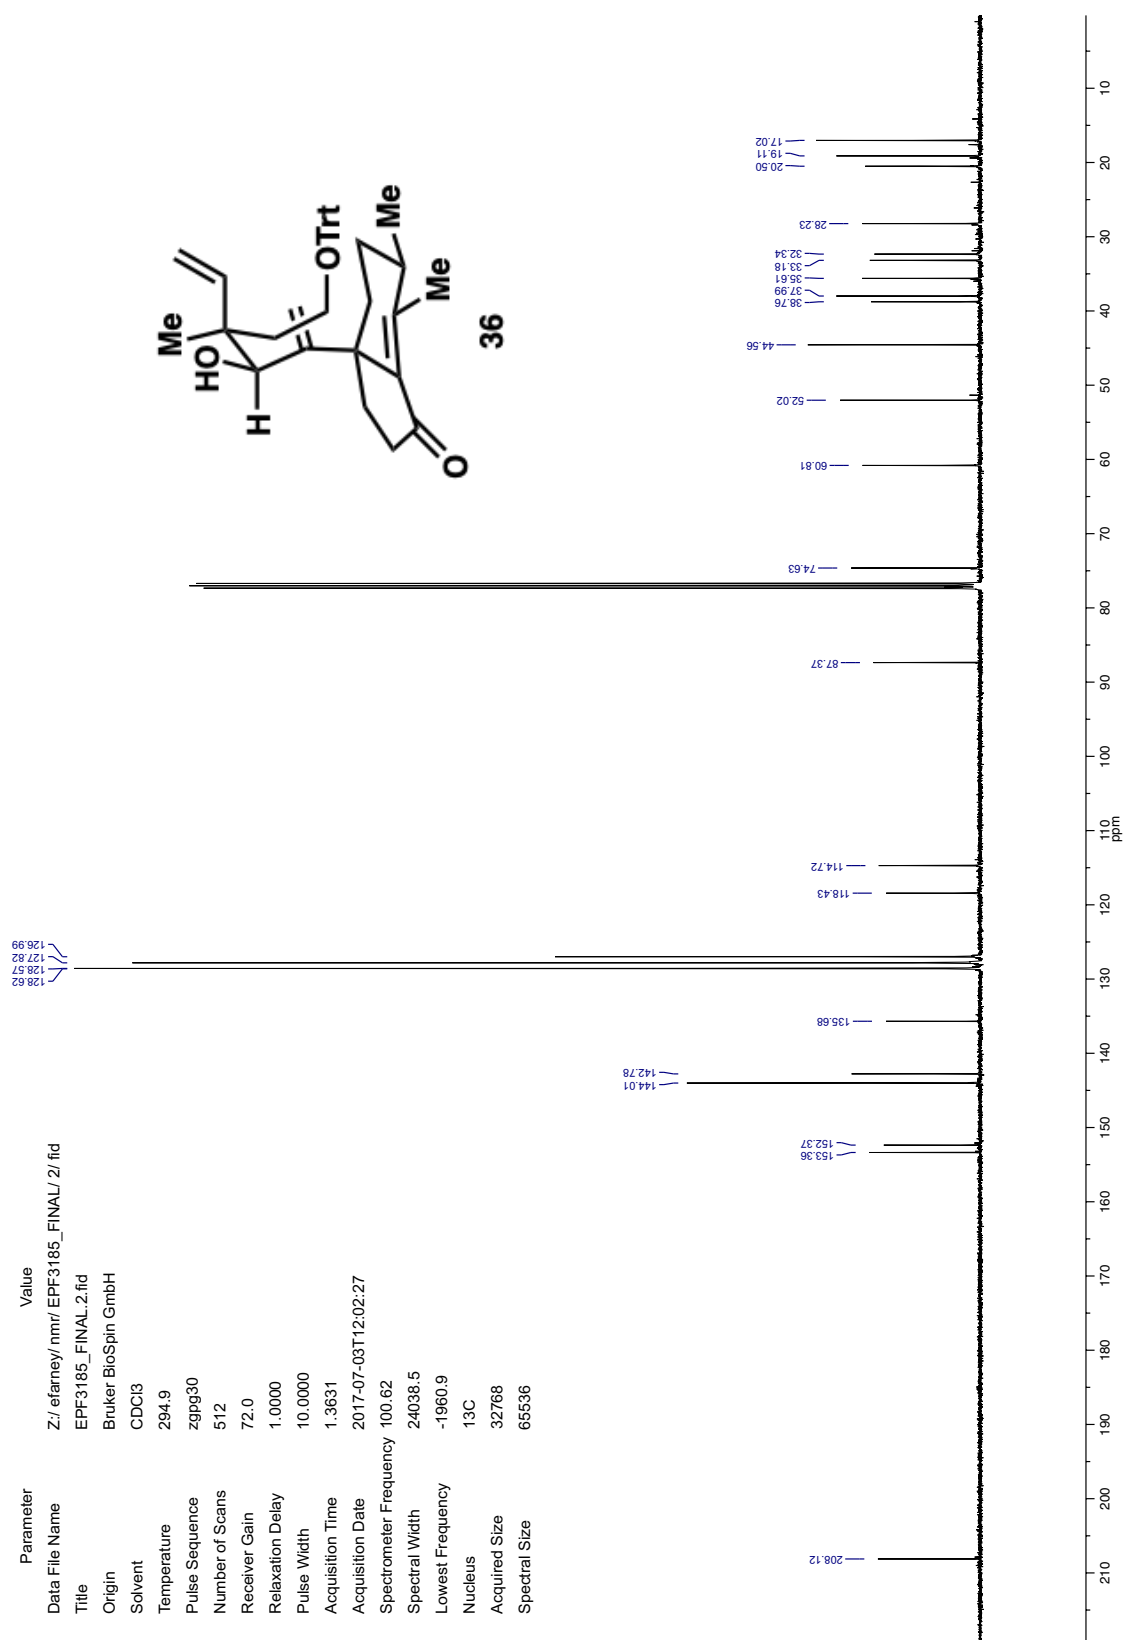 Parameter Value
Data File Name Z:/ efarney/ nmr/ EPF3185_FINAL/ 2/ fid
Title EPF3185_FINAL.2.fid
Origin Bruker BioSpin GmbH
Solvent CDCl3
Temperature 294.9
Pulse Sequence zgpg30
Number of Scans 512
Receiver Gain 72.0
Relaxation Delay 1.0000
Pulse Width 10.0000
Acquisition Time 1.3631
Acquisition Date 2017-07-03T12:02:27
Spectrometer Frequency 100.62
Spectral Width 24038.5
Lowest Frequency -1960.9
Nucleus 13C
Acquired Size 32768
Spectral Size 65536
Me
HO
H
OTrt
Me
Me
O
36
208.12
153.36
152.37
144.01
142.78
135.68
128.62
128.57
127.82
126.99
118.43
114.72
87.37
74.63
60.81
52.02
44.56
38.76
37.99
35.61
33.18
32.34
28.23
20.50
19.11
17.02
210 200 190 180 170 160 150 140 130 120 110 100 90 80 70 60 50 40 30 20 10
ppm